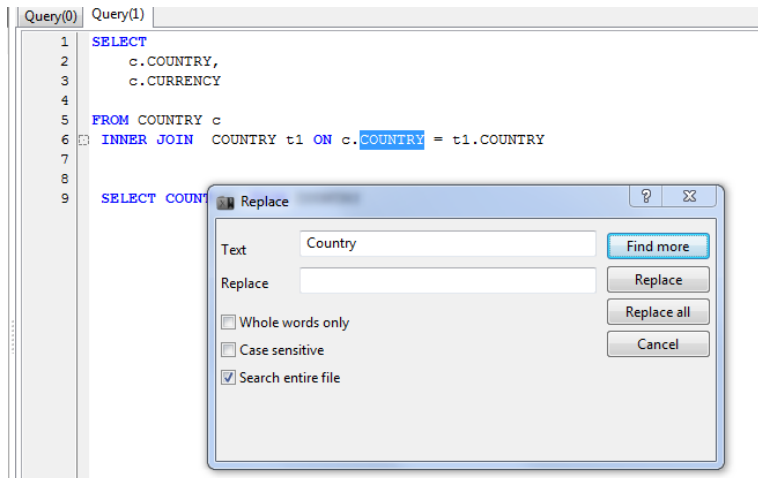 Query(0) Query(1)
1 SELECT
2 c.COUNTRY,
3 c.CURRENCY
4
5 FROM COUNTRY c
6 INNER JOIN COUNTRY t1 ON c.COUNTRY = t1.COUNTRY
7
8
9 SELECT COUNT
Replace
Text Country Find more
Replace Replace
Replace all
Whole words only
Case sensitive Cancel
Search entire file